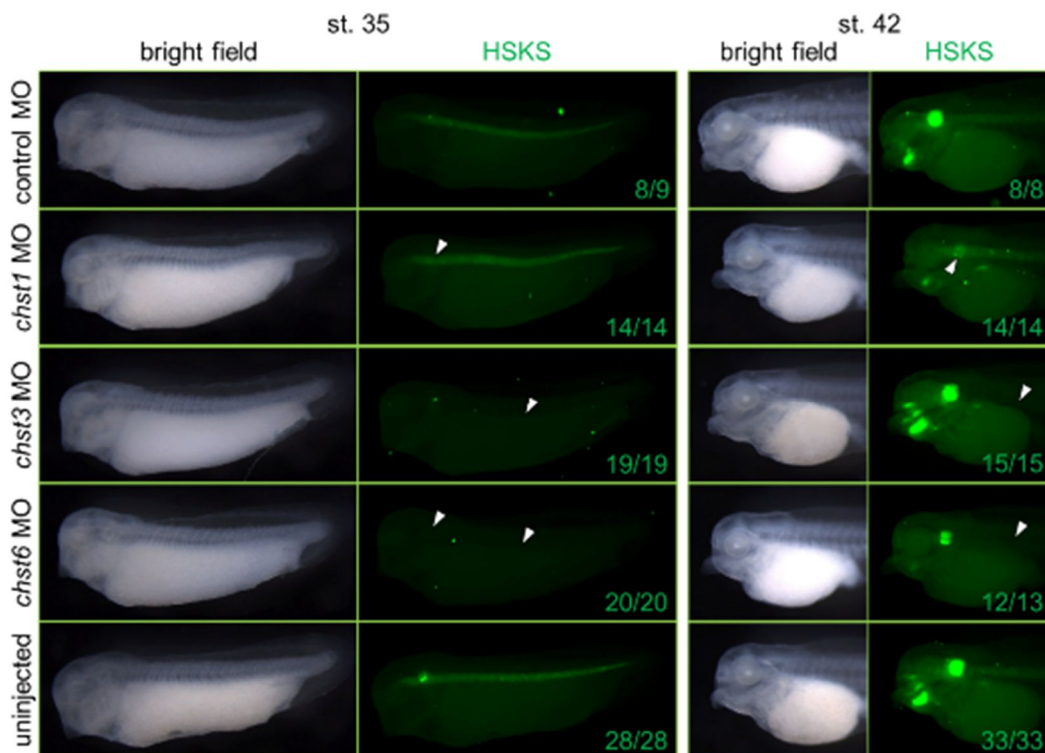 st. 35 st. 42
bright field HSKS bright field HSKS
control MO 8/9 8/8
chst1 MO 14/14 14/14
chst3 MO 19/19 15/15
chst6 MO 20/20 12/13
uninjected 28/28 33/33